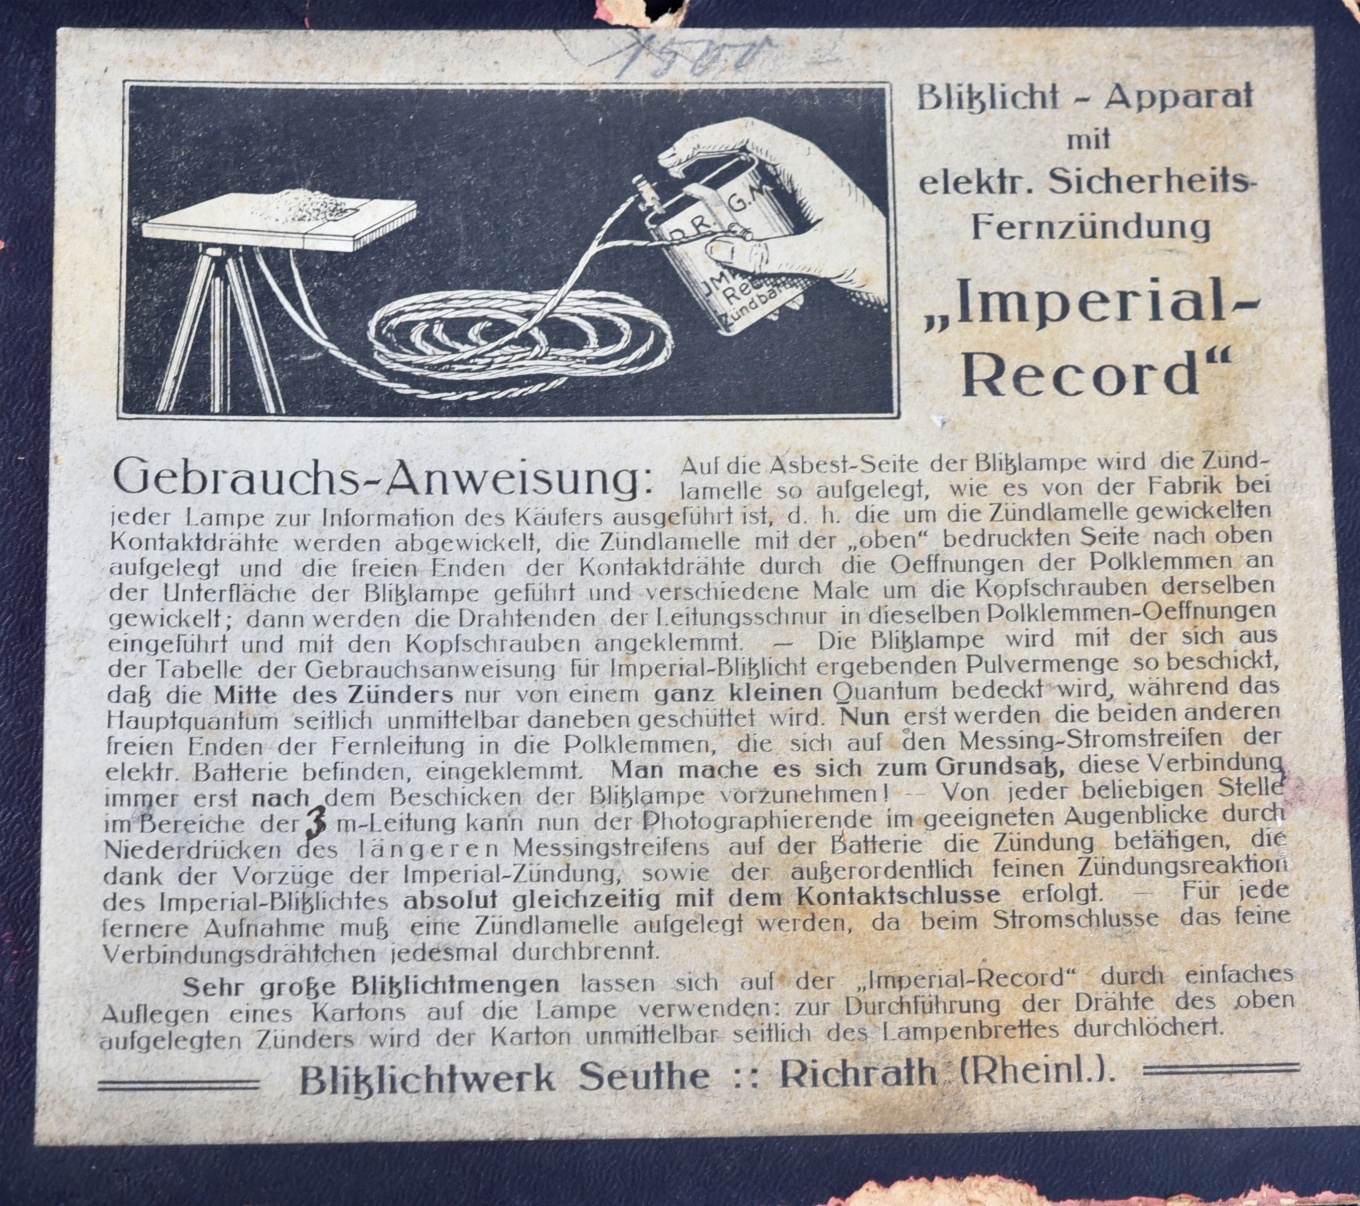 1500
Blitzlicht - Apparat
mit
elektr. Sicherheits-
Fernzündung
„Imperial-
Record“
D. R. G. M.
JMP
Rec
Zündbat
Gebrauchs-Anweisung: Auf die Asbest-Seite der Blitzlampe wird die Zünd-
lamelle so aufgelegt, wie es von der Fabrik bei
jeder Lampe zur Information des Käufers ausgeführt ist, d. h. die um die Zündlamelle gewickelten
Kontaktdrähte werden abgewickelt, die Zündlamelle mit der „oben“ bedruckten Seite nach oben
aufgelegt und die freien Enden der Kontaktdrähte durch die Oeffnungen der Polklemmen an
der Unterfläche der Blitzlampe geführt und verschiedene Male um die Kopfschrauben derselben
gewickelt; dann werden die Drahtenden der Leitungsschnur in dieselben Polklemmen-Oeffnungen
eingeführt und mit den Kopfschrauben angeklemmt. — Die Blitzlampe wird mit der sich aus
der Tabelle der Gebrauchsanweisung für Imperial-Blitzlicht ergebenden Pulvermenge so beschickt,
daß die Mitte des Zünders nur von einem ganz kleinen Quantum bedeckt wird, während das
Hauptquantum seitlich unmittelbar daneben geschüttet wird. Nun erst werden die beiden anderen
freien Enden der Fernleitung in die Polklemmen, die sich auf den Messing-Stromstreifen der
elektr. Batterie befinden, eingeklemmt. Man mache es sich zum Grundsatz, diese Verbindung
immer erst nach dem Beschicken der Blitzlampe vorzunehmen! — Von jeder beliebigen Stelle
im Bereiche der 3 m-Leitung kann nun der Photographierende im geeigneten Augenblicke durch
Niederdrücken des längeren Messingstreifens auf der Batterie die Zündung betätigen, die
dank der Vorzüge der Imperial-Zündung, sowie der außerordentlich feinen Zündungsreaktion
des Imperial-Blitzlichtes absolut gleichzeitig mit dem Kontaktschlusse erfolgt. — Für jede
fernere Aufnahme muß eine Zündlamelle aufgelegt werden, da beim Stromschlusse das feine
Verbindungsdrähtchen jedesmal durchbrennt.
Sehr große Blitzlichtmengen lassen sich auf der „Imperial-Record“ durch einfaches
Auflegen eines Kartons auf die Lampe verwenden: zur Durchführung der Drähte des oben
aufgelegten Zünders wird der Karton unmittelbar seitlich des Lampenbrettes durchlöchert.
Blitzlichtwerk Seuthe :: Richrath (Rheinl.).